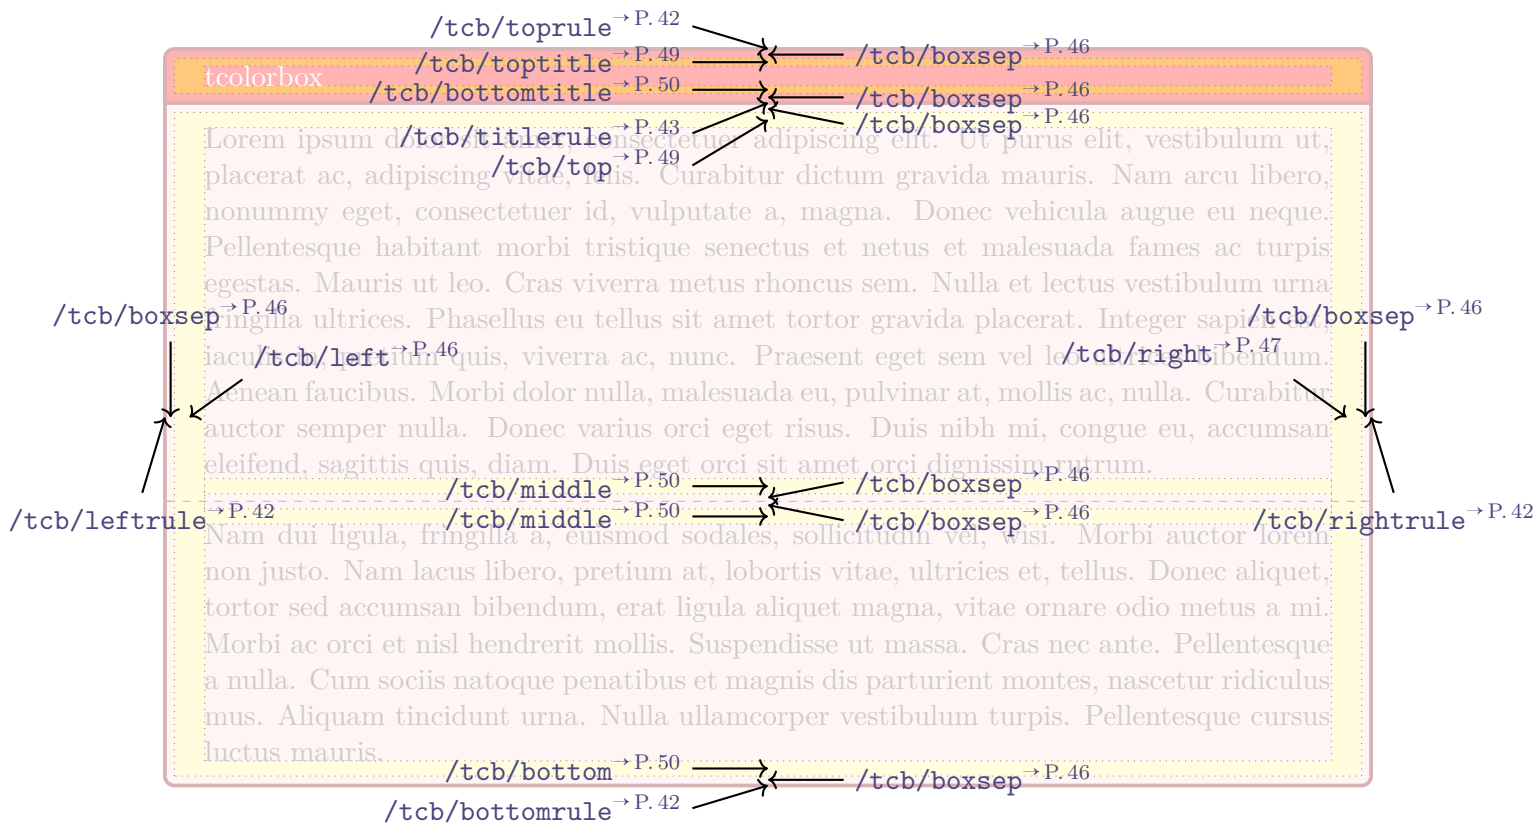 /tcb/toprule→P. 42
/tcb/boxsep→P. 46
/tcb/toptitle→P. 49
tcolorbox
/tcb/bottomtitle→P. 50
/tcb/boxsep→P. 46
/tcb/boxsep→P. 46
/tcb/titlerule→P. 43
/tcb/top→P. 49
Lorem ipsum dolor sit amet, consectetuer adipiscing elit. Ut purus elit, vestibulum ut,
placerat ac, adipiscing vitae, felis. Curabitur dictum gravida mauris. Nam arcu libero,
nonummy eget, consectetuer id, vulputate a, magna. Donec vehicula augue eu neque.
Pellentesque habitant morbi tristique senectus et netus et malesuada fames ac turpis
egestas. Mauris ut leo. Cras viverra metus rhoncus sem. Nulla et lectus vestibulum urna
fringilla ultrices. Phasellus eu tellus sit amet tortor gravida placerat. Integer sapien est,
iaculis in, pretium quis, viverra ac, nunc. Praesent eget sem vel leo ultrices bibendum.
Aenean faucibus. Morbi dolor nulla, malesuada eu, pulvinar at, mollis ac, nulla. Curabitur
auctor semper nulla. Donec varius orci eget risus. Duis nibh mi, congue eu, accumsan
eleifend, sagittis quis, diam. Duis eget orci sit amet orci dignissim rutrum.
/tcb/boxsep→P. 46
/tcb/left→P. 46
/tcb/leftrule→P. 42
/tcb/boxsep→P. 46
/tcb/right→P. 47
/tcb/rightrule→P. 42
/tcb/middle→P. 50
/tcb/boxsep→P. 46
/tcb/middle→P. 50
/tcb/boxsep→P. 46
Nam dui ligula, fringilla a, euismod sodales, sollicitudin vel, wisi. Morbi auctor lorem
non justo. Nam lacus libero, pretium at, lobortis vitae, ultricies et, tellus. Donec aliquet,
tortor sed accumsan bibendum, erat ligula aliquet magna, vitae ornare odio metus a mi.
Morbi ac orci et nisl hendrerit mollis. Suspendisse ut massa. Cras nec ante. Pellentesque
a nulla. Cum sociis natoque penatibus et magnis dis parturient montes, nascetur ridiculus
mus. Aliquam tincidunt urna. Nulla ullamcorper vestibulum turpis. Pellentesque cursus
luctus mauris.
/tcb/bottom→P. 50
/tcb/boxsep→P. 46
/tcb/bottomrule→P. 42